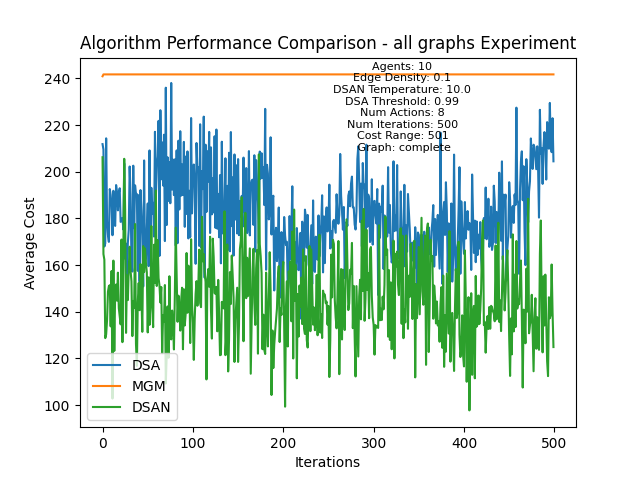 Algorithm Performance Comparison - all graphs Experiment
Agents: 10
Edge Density: 0.1
DSAN Temperature: 10.0
DSA Threshold: 0.99
Num Actions: 8
Num Iterations: 500
Cost Range: 501
Graph: complete
Average Cost
240
220
200
180
160
140
120
100
DSA
MGM
DSAN
0
100
200
300
400
500
Iterations